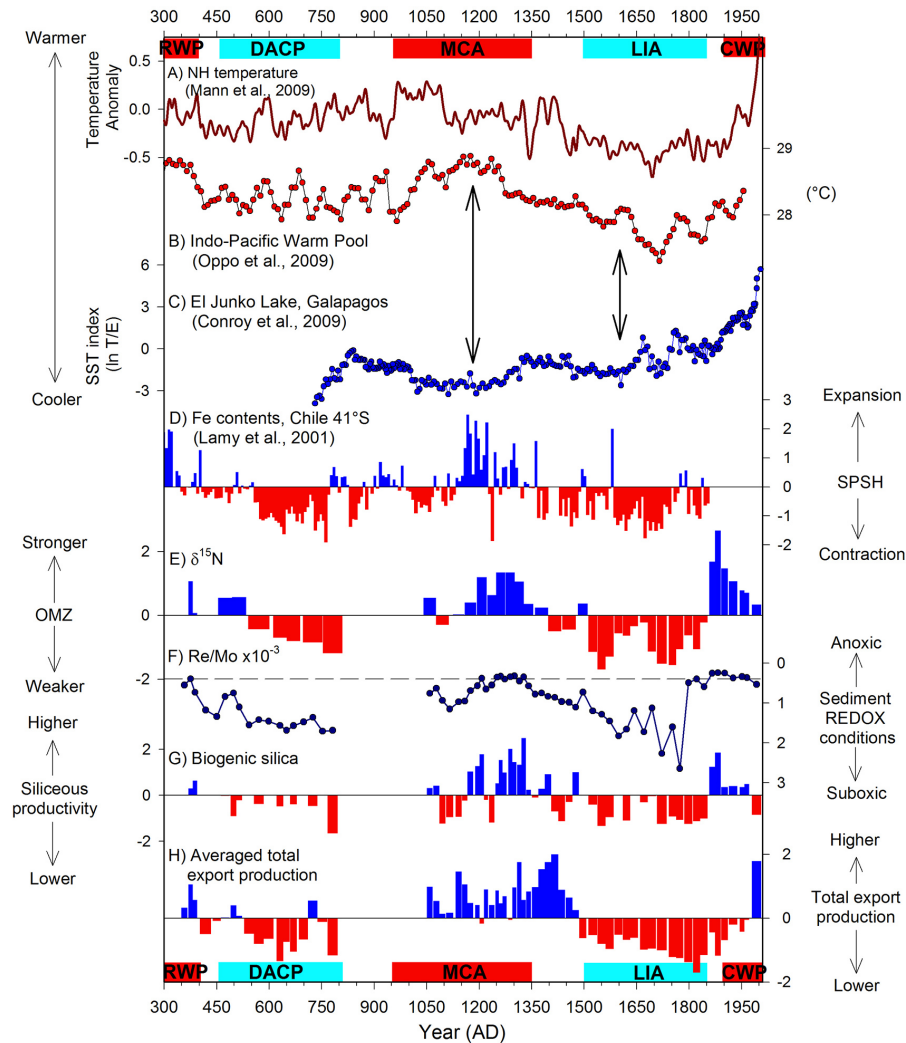 300 450 600 750 900 1050 1200 1350 1500 1650 1800 1950
Warmer
RWP DACP MCA LIA CWP
Temperature
Anomaly
0.5
0.0
-0.5
A) NH temperature
(Mann et al., 2009)
29
28
(°C)
B) Indo-Pacific Warm Pool
(Oppo et al., 2009)
SST index
(ln T/E)
6
3
0
-3
C) El Junko Lake, Galapagos
(Conroy et al., 2009)
Cooler
3
2
1
0
-1
-2
D) Fe contents, Chile 41°S
(Lamy et al., 2001)
Expansion
SPSH
Contraction
Stronger
OMZ
Weaker
2
0
-2
E) δ15N
F) Re/Mo x10-3
0
1
2
3
Anoxic
Sediment
REDOX
conditions
Suboxic
Higher
Siliceous
productivity
Lower
2
0
-2
G) Biogenic silica
H) Averaged total
export production
2
0
-2
Higher
Total export
production
Lower
RWP DACP MCA LIA CWP
300 450 600 750 900 1050 1200 1350 1500 1650 1800 1950
Year (AD)